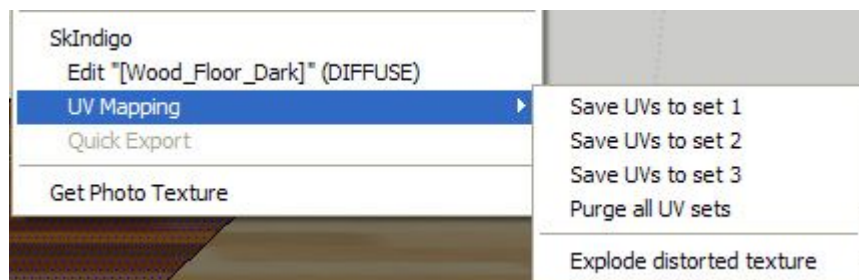 SkIndigo
Edit "[Wood_Floor_Dark]" (DIFFUSE)
UV Mapping
Quick Export
Get Photo Texture
Save UVs to set 1
Save UVs to set 2
Save UVs to set 3
Purge all UV sets
Explode distorted texture